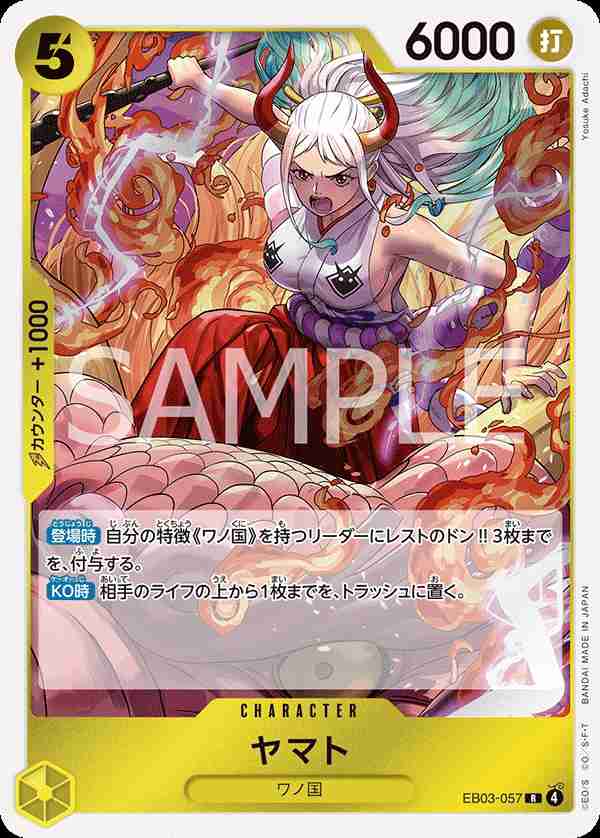 5
6000
打
Yosuke Adachi
カウンター +1000
SAMPLE
登場時 自分の特徴《ワノ国》を持つリーダーにレストのドン!!3枚まで
を、付与する。
KO時 相手のライフの上から1枚までを、トラッシュに置く。
CHARACTER
ヤマト
ワノ国
EB03-057 R 4
©E.O/S ©O./S・F・T BANDAI MADE IN JAPAN